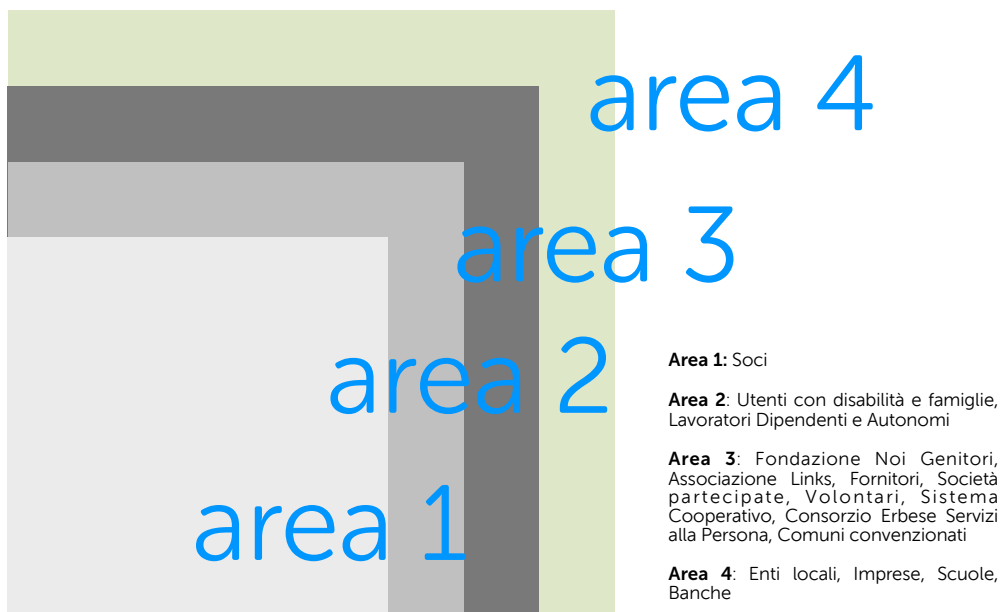 area 4
area 3
area 2
area 1
Area 1: Soci
Area 2: Utenti con disabilità e famiglie,
Lavoratori Dipendenti e Autonomi
Area 3: Fondazione Noi Genitori,
Associazione Links, Fornitori, Società
partecipate, Volontari, Sistema
Cooperativo, Consorzio Erbese Servizi
alla Persona, Comuni convenzionati
Area 4: Enti locali, Imprese, Scuole,
Banche